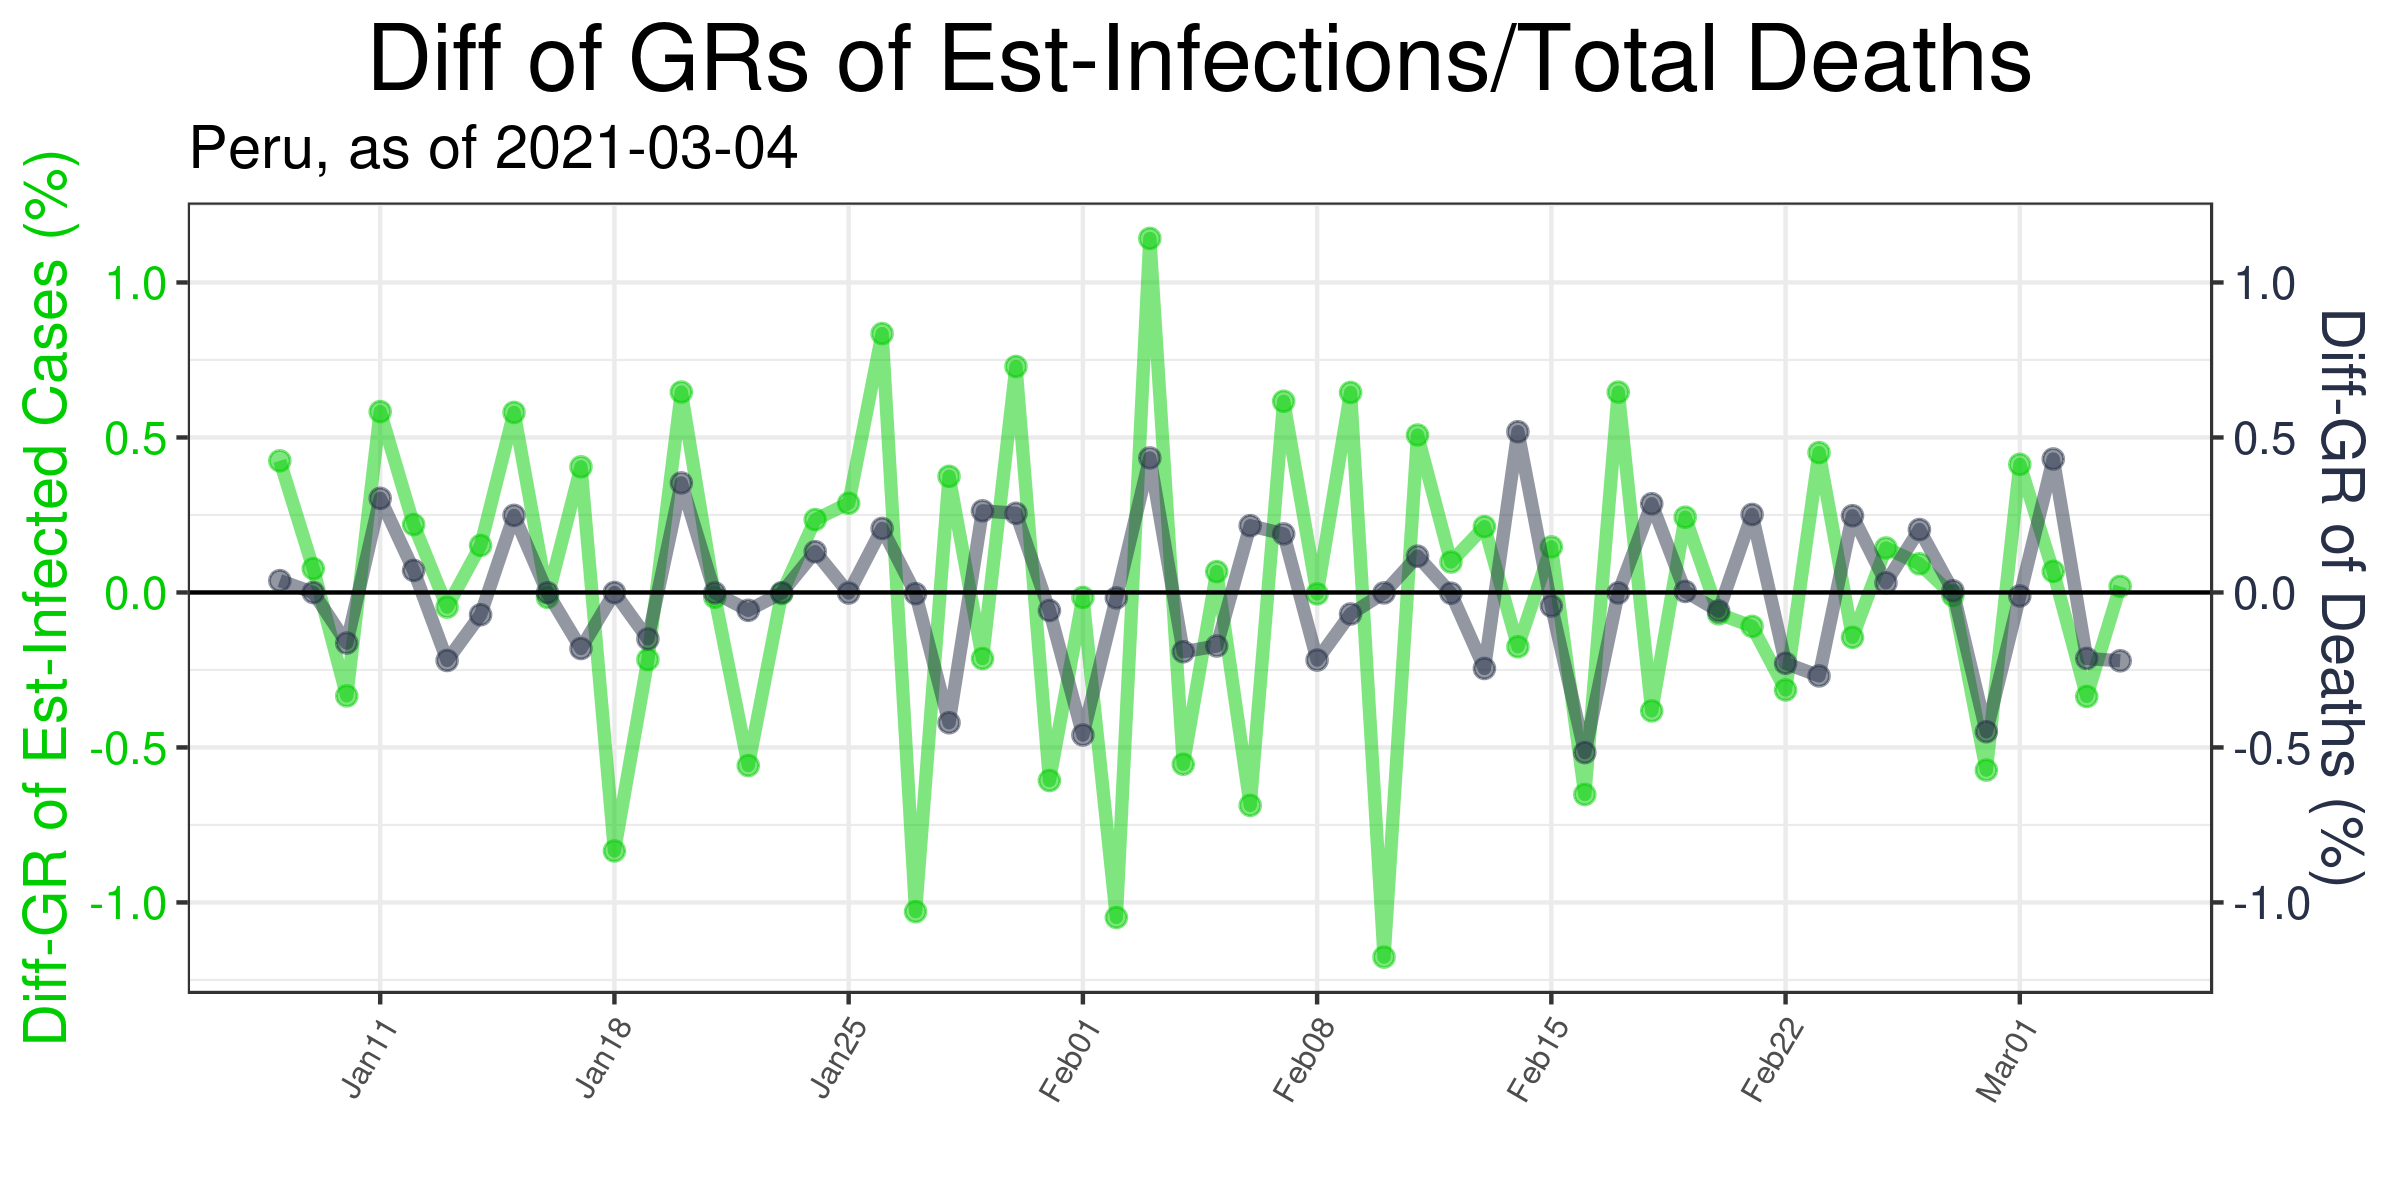 Diff of GRs of Est-Infections/Total Deaths
Peru, as of 2021-03-04
Diff-GR of Est-Infected Cases (%)
1.0
0.5
0.0
-0.5
-1.0
1.0
0.5
0.0
-0.5
-1.0
Diff-GR of Deaths (%)
Jan11
Jan18
Jan25
Feb01
Feb08
Feb15
Feb22
Mar01